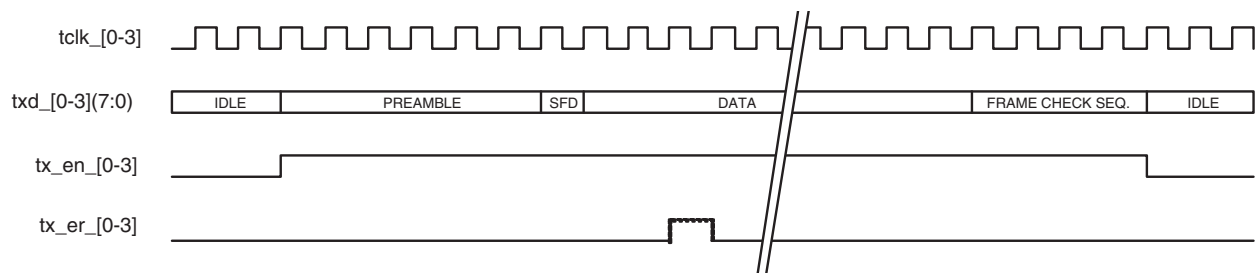 tclk_[0-3]
txd_[0-3](7:0) IDLE PREAMBLE SFD DATA FRAME CHECK SEQ. IDLE
tx_en_[0-3]
tx_er_[0-3]